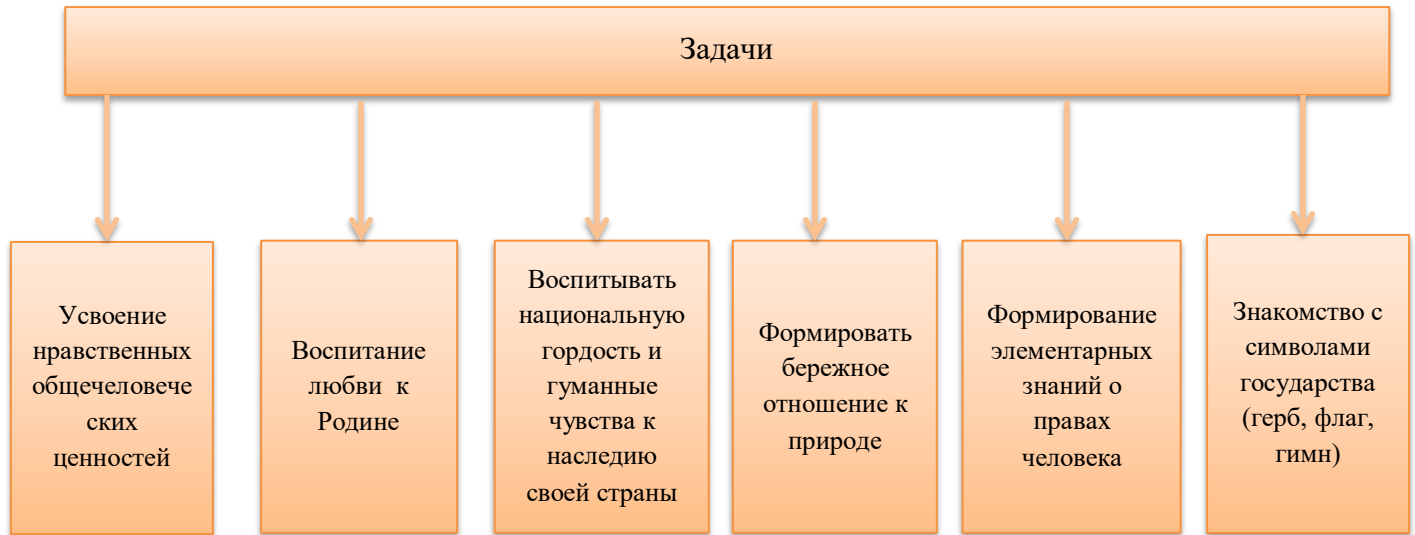 Задачи
Усвоение
нравственных
общечеловече
ских
ценностей
Воспитание
любви к
Родине
Воспитывать
национальную
гордость и
гуманные
чувства к
наследию
своей страны
Формировать
бережное
отношение к
природе
Формирование
элементарных
знаний о
правах
человека
Знакомство с
символами
государства
(герб, флаг,
гимн)